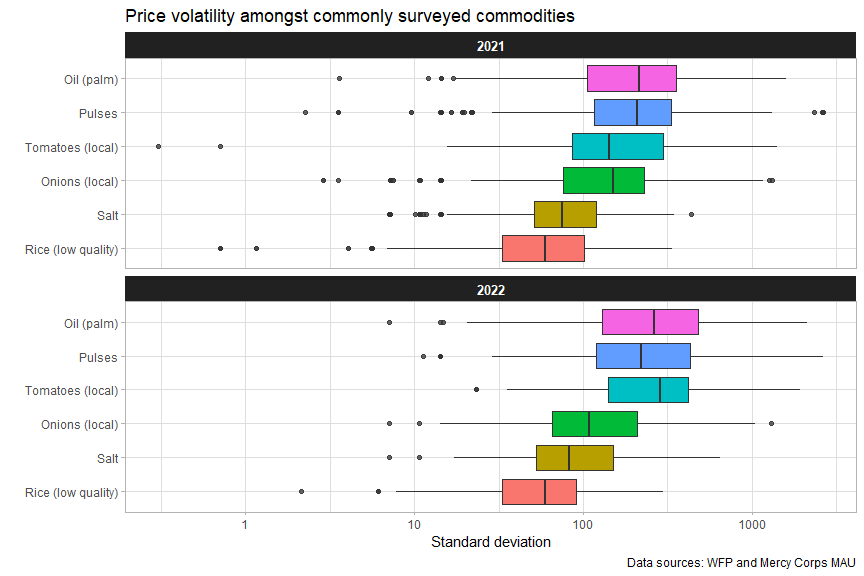 Price volatility amongst commonly surveyed commodities
2021
Oil (palm)
Pulses
Tomatoes (local)
Onions (local)
Salt
Rice (low quality)
2022
Oil (palm)
Pulses
Tomatoes (local)
Onions (local)
Salt
Rice (low quality)
1 10 100 1000
Standard deviation
Data sources: WFP and Mercy Corps MAU